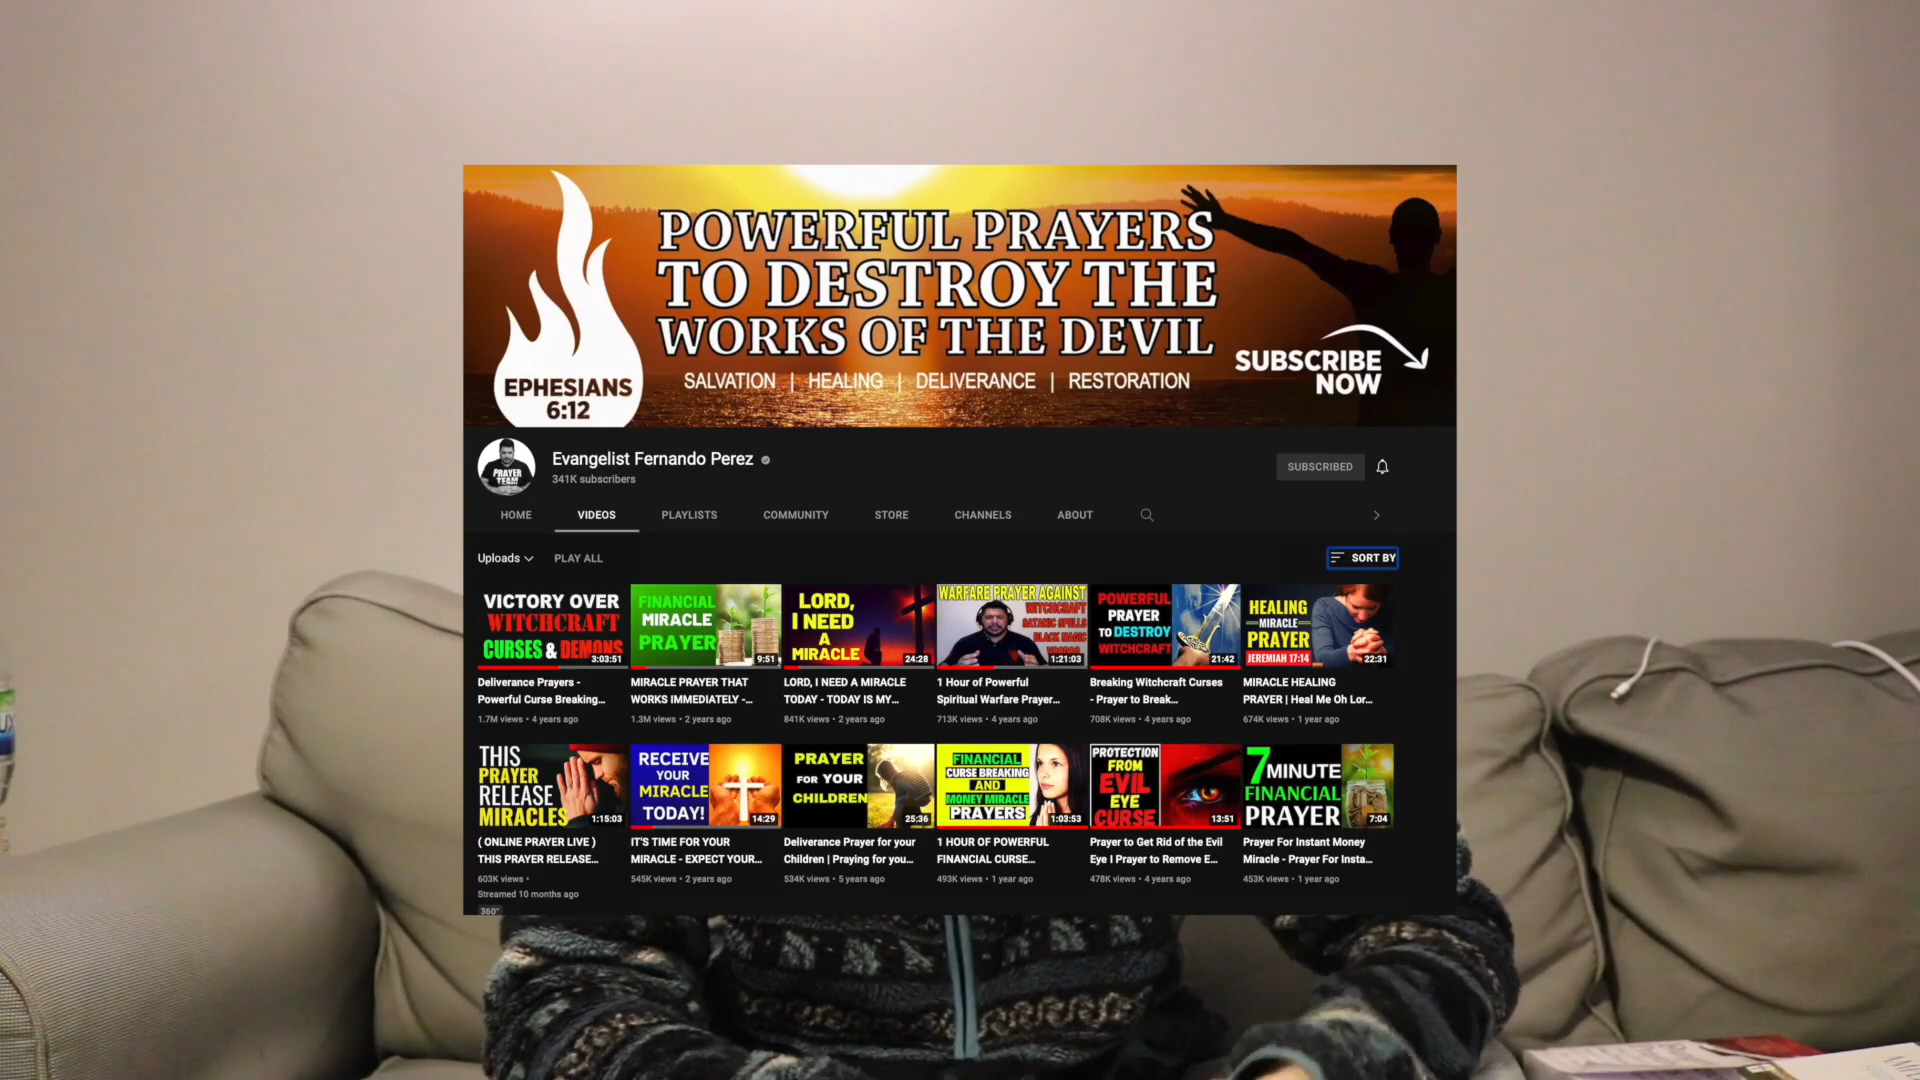 POWERFUL PRAYERS
TO DESTROY THE
WORKS OF THE DEVIL
SALVATION | HEALING | DELIVERANCE | RESTORATION
EPHESIANS
6:12
SUBSCRIBE
NOW
PRAYER
TEAM
Evangelist Fernando Perez
341K subscribers
SUBSCRIBED
HOME
VIDEOS
PLAYLISTS
COMMUNITY
STORE
CHANNELS
ABOUT
Uploads
PLAY ALL
SORT BY
VICTORY OVER
WITCHCRAFT
CURSES & DEMONS
3:03:51
Deliverance Prayers -
Powerful Curse Breaking...
1.7M views • 4 years ago
FINANCIAL
MIRACLE
PRAYER
9:51
MIRACLE PRAYER THAT
WORKS IMMEDIATELY -...
1.3M views • 2 years ago
LORD,
I NEED
A
MIRACLE
24:28
LORD, I NEED A MIRACLE
TODAY - TODAY IS MY...
841K views • 2 years ago
WARFARE PRAYER AGAINST
WITCHCRAFT
SATANIC SPELLS
BLACK MAGIC
VOODOO
1:21:03
1 Hour of Powerful
Spiritual Warfare Prayer...
713K views • 4 years ago
POWERFUL
PRAYER
TO DESTROY
WITCHCRAFT
21:42
Breaking Witchcraft Curses
- Prayer to Break...
708K views • 4 years ago
HEALING
MIRACLE
PRAYER
JEREMIAH 17:14
22:31
MIRACLE HEALING
PRAYER | Heal Me Oh Lor...
674K views • 1 year ago
THIS
PRAYER
RELEASE
MIRACLES
1:15:03
( ONLINE PRAYER LIVE )
THIS PRAYER RELEASE...
603K views •
Streamed 10 months ago
360°
RECEIVE
YOUR
MIRACLE
TODAY!
14:29
IT'S TIME FOR YOUR
MIRACLE - EXPECT YOUR...
545K views • 2 years ago
PRAYER
FOR YOUR
CHILDREN
25:36
Deliverance Prayer for your
Children | Praying for you...
534K views • 5 years ago
FINANCIAL
CURSE BREAKING
AND
MONEY MIRACLE
PRAYERS
1:03:53
1 HOUR OF POWERFUL
FINANCIAL CURSE...
493K views • 1 year ago
PROTECTION
FROM
EVIL
EYE
CURSE
13:51
Prayer to Get Rid of the Evil
Eye I Prayer to Remove E...
478K views • 4 years ago
7 MINUTE
FINANCIAL
PRAYER
7:04
Prayer For Instant Money
Miracle - Prayer For Insta...
453K views • 1 year ago